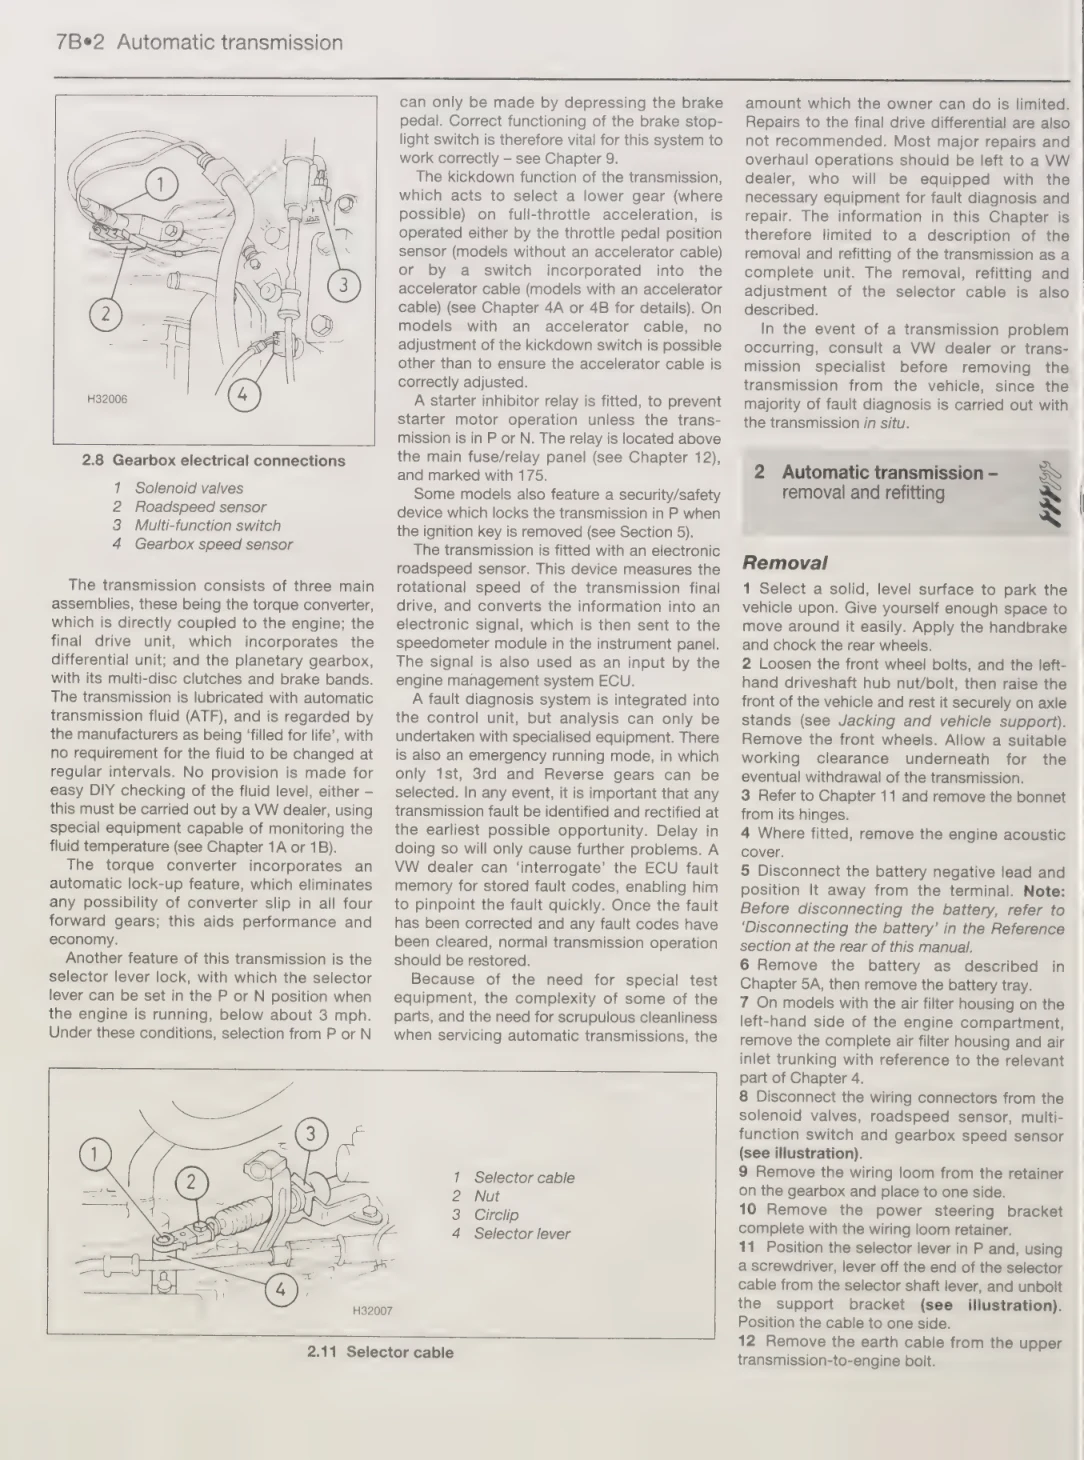 7B•2 Automatic transmission
1
2
3
4
H32006
2.8 Gearbox electrical connections
1 Solenoid valves
2 Roadspeed sensor
3 Multi-function switch
4 Gearbox speed sensor
The transmission consists of three main
assemblies, these being the torque converter,
which is directly coupled to the engine; the
final drive unit, which incorporates the
differential unit; and the planetary gearbox,
with its multi-disc clutches and brake bands.
The transmission is lubricated with automatic
transmission fluid (ATF), and is regarded by
the manufacturers as being ‘filled for life’, with
no requirement for the fluid to be changed at
regular intervals. No provision is made for
easy DIY checking of the fluid level, either –
this must be carried out by a VW dealer, using
special equipment capable of monitoring the
fluid temperature (see Chapter 1A or 1B).
The torque converter incorporates an
automatic lock-up feature, which eliminates
any possibility of converter slip in all four
forward gears; this aids performance and
economy.
Another feature of this transmission is the
selector lever lock, with which the selector
lever can be set in the P or N position when
the engine is running, below about 3 mph.
Under these conditions, selection from P or N
can only be made by depressing the brake
pedal. Correct functioning of the brake stop-
light switch is therefore vital for this system to
work correctly – see Chapter 9.
The kickdown function of the transmission,
which acts to select a lower gear (where
possible) on full-throttle acceleration, is
operated either by the throttle pedal position
sensor (models without an accelerator cable)
or by a switch incorporated into the
accelerator cable (models with an accelerator
cable) (see Chapter 4A or 4B for details). On
models with an accelerator cable, no
adjustment of the kickdown switch is possible
other than to ensure the accelerator cable is
correctly adjusted.
A starter inhibitor relay is fitted, to prevent
starter motor operation unless the trans-
mission is in P or N. The relay is located above
the main fuse/relay panel (see Chapter 12),
and marked with 175.
Some models also feature a security/safety
device which locks the transmission in P when
the ignition key is removed (see Section 5).
The transmission is fitted with an electronic
roadspeed sensor. This device measures the
rotational speed of the transmission final
drive, and converts the information into an
electronic signal, which is then sent to the
speedometer module in the instrument panel.
The signal is also used as an input by the
engine management system ECU.
A fault diagnosis system is integrated into
the control unit, but analysis can only be
undertaken with specialised equipment. There
is also an emergency running mode, in which
only 1st, 3rd and Reverse gears can be
selected. In any event, it is important that any
transmission fault be identified and rectified at
the earliest possible opportunity. Delay in
doing so will only cause further problems. A
VW dealer can ‘interrogate’ the ECU fault
memory for stored fault codes, enabling him
to pinpoint the fault quickly. Once the fault
has been corrected and any fault codes have
been cleared, normal transmission operation
should be restored.
Because of the need for special test
equipment, the complexity of some of the
parts, and the need for scrupulous cleanliness
when servicing automatic transmissions, the
amount which the owner can do is limited.
Repairs to the final drive differential are also
not recommended. Most major repairs and
overhaul operations should be left to a VW
dealer, who will be equipped with the
necessary equipment for fault diagnosis and
repair. The information in this Chapter is
therefore limited to a description of the
removal and refitting of the transmission as a
complete unit. The removal, refitting and
adjustment of the selector cable is also
described.
In the event of a transmission problem
occurring, consult a VW dealer or trans-
mission specialist before removing the
transmission from the vehicle, since the
majority of fault diagnosis is carried out with
the transmission in situ.
2 Automatic transmission –
removal and refitting
Removal
1 Select a solid, level surface to park the
vehicle upon. Give yourself enough space to
move around it easily. Apply the handbrake
and chock the rear wheels.
2 Loosen the front wheel bolts, and the left-
hand driveshaft hub nut/bolt, then raise the
front of the vehicle and rest it securely on axle
stands (see Jacking and vehicle support).
Remove the front wheels. Allow a suitable
working clearance underneath for the
eventual withdrawal of the transmission.
3 Refer to Chapter 11 and remove the bonnet
from its hinges.
4 Where fitted, remove the engine acoustic
cover.
5 Disconnect the battery negative lead and
position It away from the terminal. Note:
Before disconnecting the battery, refer to
‘Disconnecting the battery’ in the Reference
section at the rear of this manual.
6 Remove the battery as described in
Chapter 5A, then remove the battery tray.
7 On models with the air filter housing on the
left-hand side of the engine compartment,
remove the complete air filter housing and air
inlet trunking with reference to the relevant
part of Chapter 4.
8 Disconnect the wiring connectors from the
solenoid valves, roadspeed sensor, multi-
function switch and gearbox speed sensor
(see illustration).
9 Remove the wiring loom from the retainer
on the gearbox and place to one side.
10 Remove the power steering bracket
complete with the wiring loom retainer.
11 Position the selector lever in P and, using
a screwdriver, lever off the end of the selector
cable from the selector shaft lever, and unbolt
the support bracket (see illustration).
Position the cable to one side.
12 Remove the earth cable from the upper
transmission-to-engine bolt.
1
2
3
4
H32007
1 Selector cable
2 Nut
3 Circlip
4 Selector lever
2.11 Selector cable